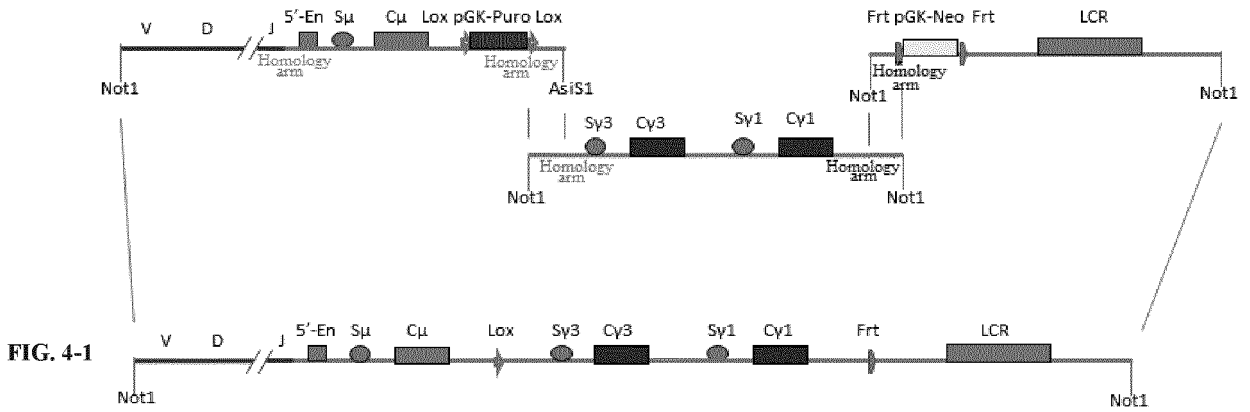 V D J 5'-En Sμ Cμ Lox pGK-Puro Lox Frt pGK-Neo Frt LCR
Homology arm Homology arm Homology arm
Not1 AsiS1 Not1 Not1
Sγ3 Cγ3 Sγ1 Cγ1
Homology arm Homology arm
Not1 Not1
V D J 5'-En Sμ Cμ Lox Sγ3 Cγ3 Sγ1 Cγ1 Frt LCR
FIG. 4-1
Not1 Not1